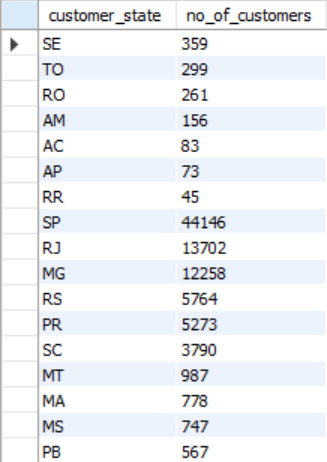 customer_state no_of_customers
SE 359
TO 299
RO 261
AM 156
AC 83
AP 73
RR 45
SP 44146
RJ 13702
MG 12258
RS 5764
PR 5273
SC 3790
MT 987
MA 778
MS 747
PB 567